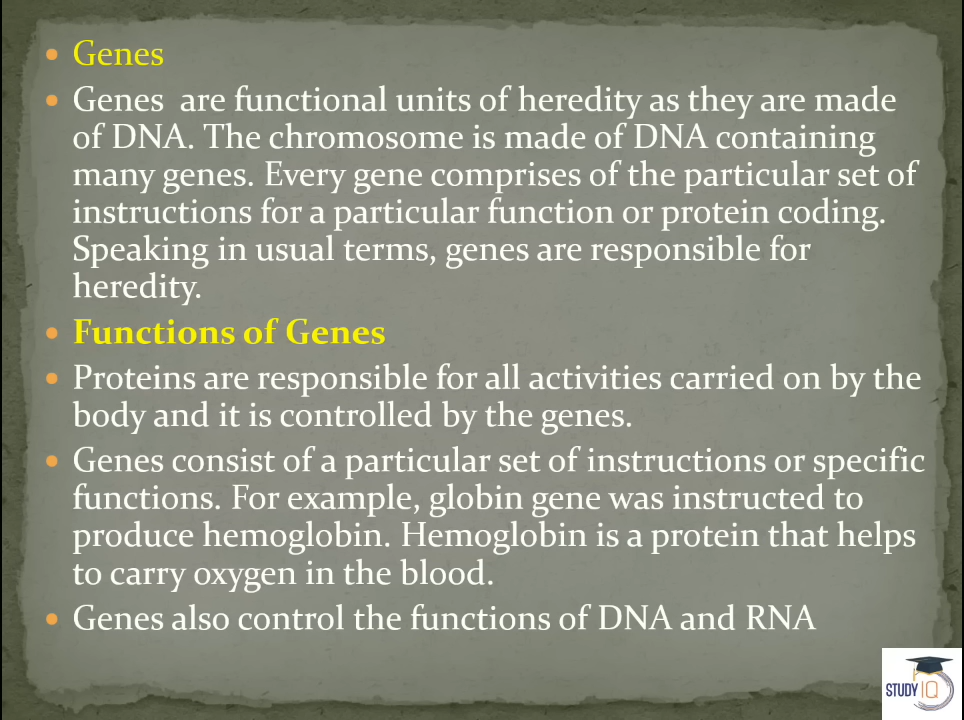 Genes
Genes  are functional units of heredity as they are made
of DNA. The chromosome is made of DNA containing
many genes. Every gene comprises of the particular set of
instructions for a particular function or protein coding.
Speaking in usual terms, genes are responsible for
heredity.
Functions of Genes
Proteins are responsible for all activities carried on by the
body and it is controlled by the genes.
Genes consist of a particular set of instructions or specific
functions. For example, globin gene was instructed to
produce hemoglobin. Hemoglobin is a protein that helps
to carry oxygen in the blood.
Genes also control the functions of DNA and RNA
STUDY IQ